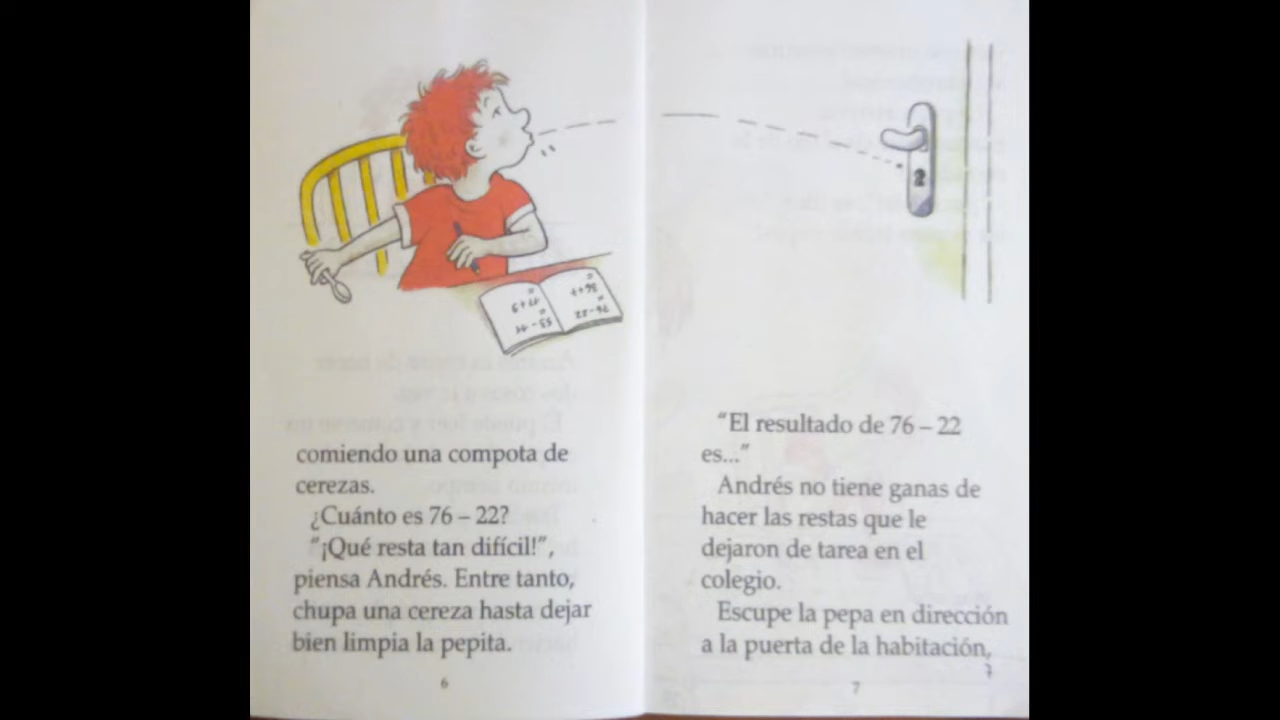 comiendo una compota de
cerezas.
¿Cuánto es 76 – 22?
"¡Qué resta tan difícil!",
piensa Andrés. Entre tanto,
chupa una cereza hasta dejar
bien limpia la pepita.
6
2
"El resultado de 76 – 22
es..."
Andrés no tiene ganas de
hacer las restas que le
dejaron de tarea en el
colegio.
Escupe la pepa en dirección
a la puerta de la habitación,
7
7